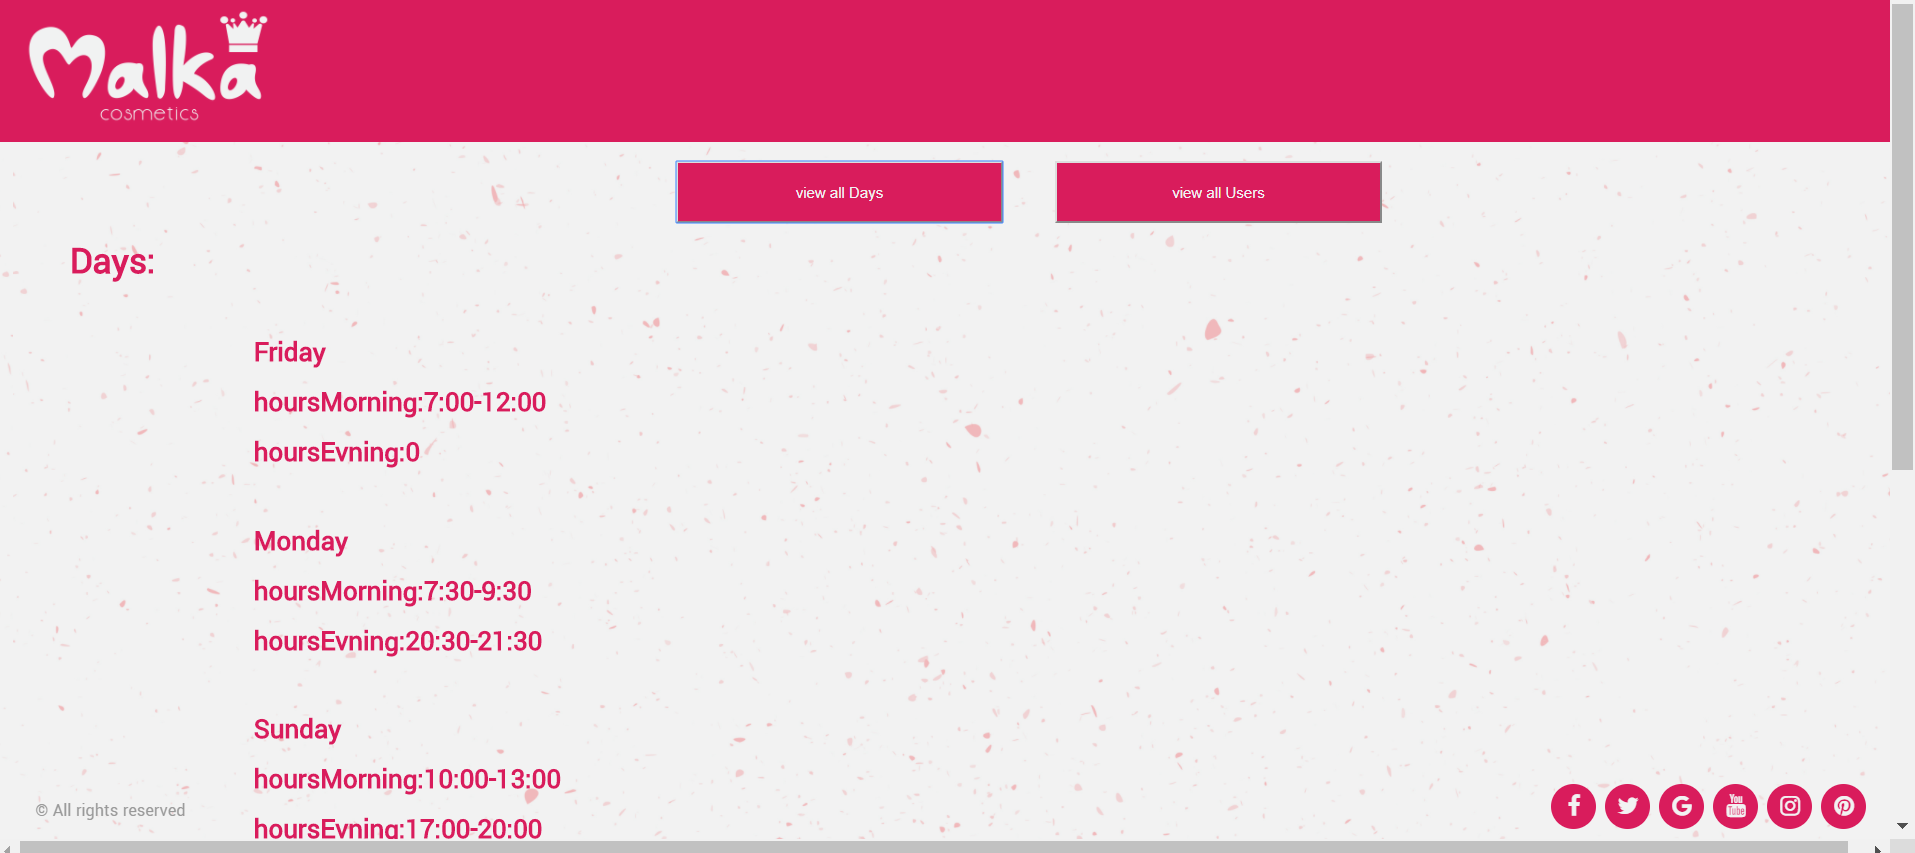 Malka
cosmetics
view all Days
view all Users
Days:
Friday
hoursMorning:7:00-12:00
hoursEvning:0
Monday
hoursMorning:7:30-9:30
hoursEvning:20:30-21:30
Sunday
hoursMorning:10:00-13:00
hoursEvning:17:00-20:00
© All rights reserved
You
Tube